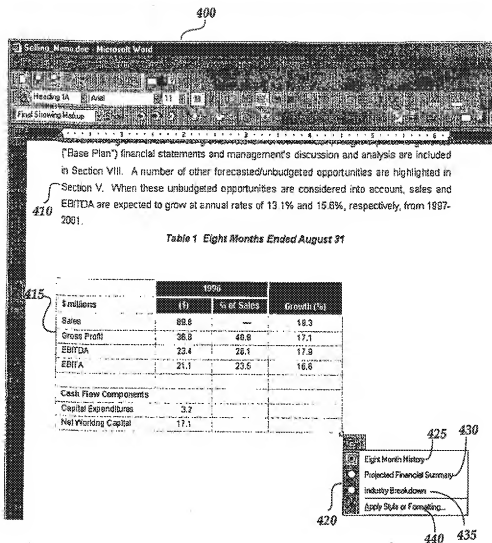 400
Selling_Memo.doc - Microsoft Word
Heading 1A Arial 11
Final Showing Markup
("Base Plan") financial statements and management's discussion and analysis are included
in Section VIII. A number of other forecasted/unbudgeted opportunities are highlighted in
Section V. When these unbudgeted opportunities are considered into account, sales and
410
EBITDA are expected to grow at annual rates of 13.1% and 15.6%, respectively, from 1997-
2001.
Table 1 Eight Months Ended August 31
415
1996
$ millions ($) % of Sales Growth (%)
Sales 89.8 — 18.3
Gross Profit 36.8 40.9 17.1
EBITDA 23.4 26.1 17.9
EBITA 21.1 23.5 16.6
Cash Flow Components
Capital Expenditures 3.2
Net Working Capital 17.1
425
430
Eight Month History
Projected Financial Summary
Industry Breakdown
Apply Style or Formatting...
420
440
435